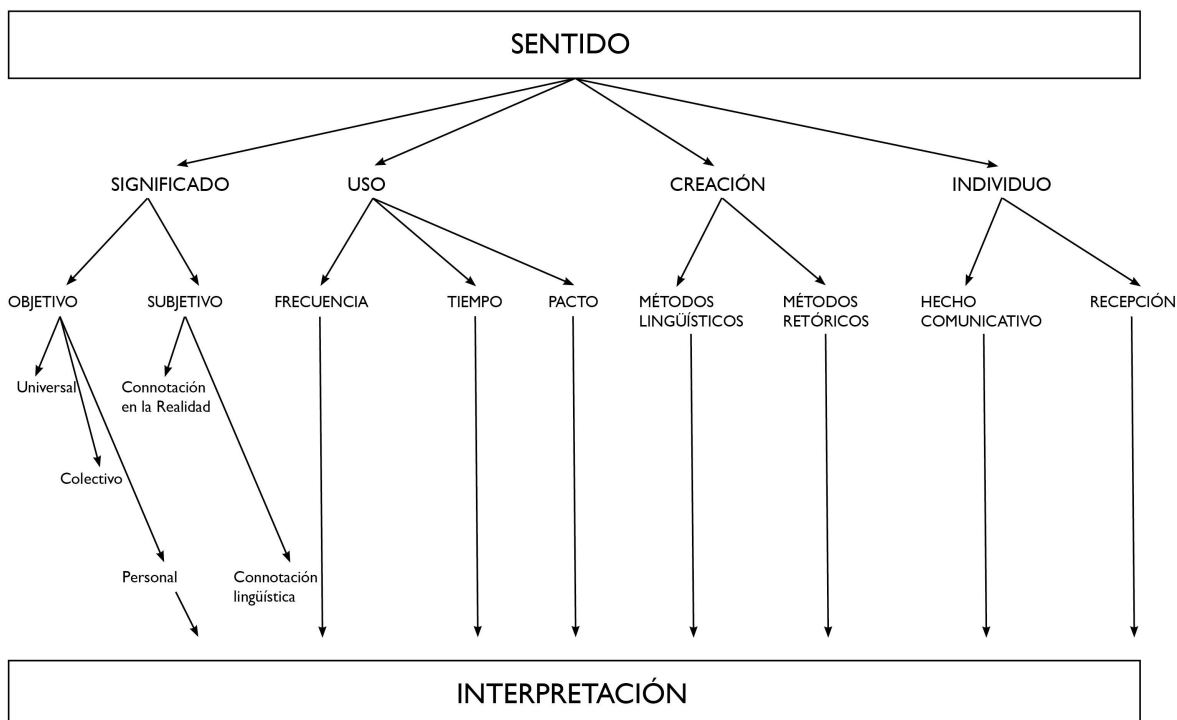 SENTIDO
SIGNIFICADO
USO
CREACIÓN
INDIVIDUO
OBJETIVO
SUBJETIVO
FRECUENCIA
TIEMPO
PACTO
MÉTODOS
LINGÜÍSTICOS
MÉTODOS
RETÓRICOS
HECHO
COMUNICATIVO
RECEPCIÓN
Universal
Connotación
en la Realidad
Colectivo
Personal
Connotación
lingüística
INTERPRETACIÓN